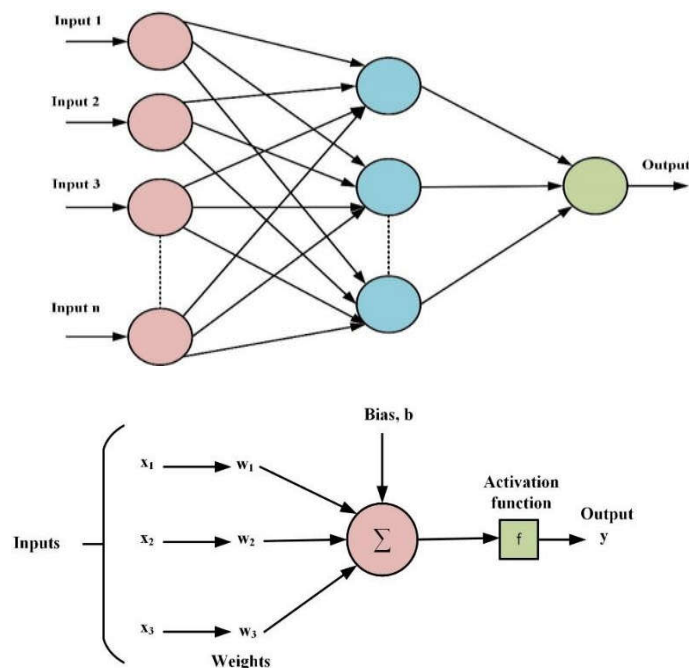 Input 1
Input 2
Input 3
Output
Input n
Bias, b
Activation
function
x₁
w₁
Output
Inputs
x₂
w₂
∑
f
y
x₃
w₃
Weights